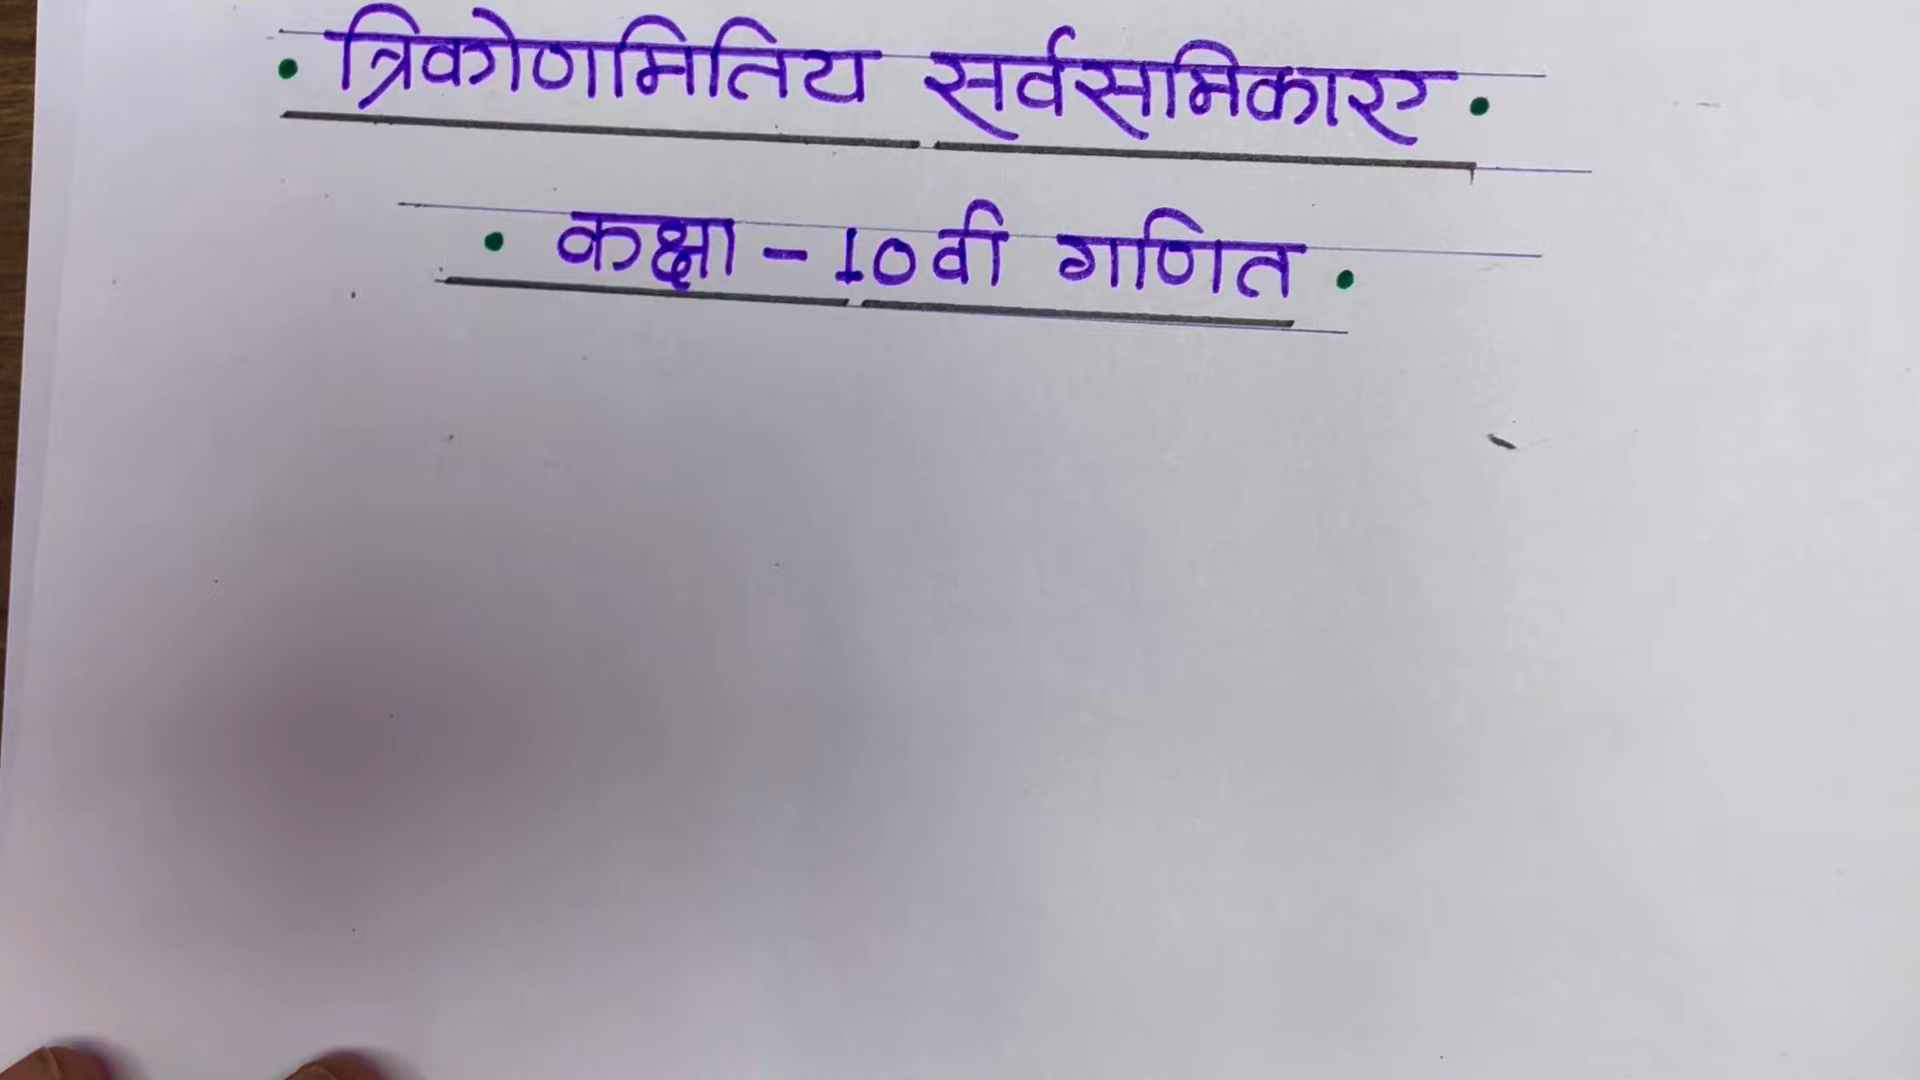 • त्रिकोणमितिय सर्वसमिकाए •
• कक्षा - 10वी गणित •